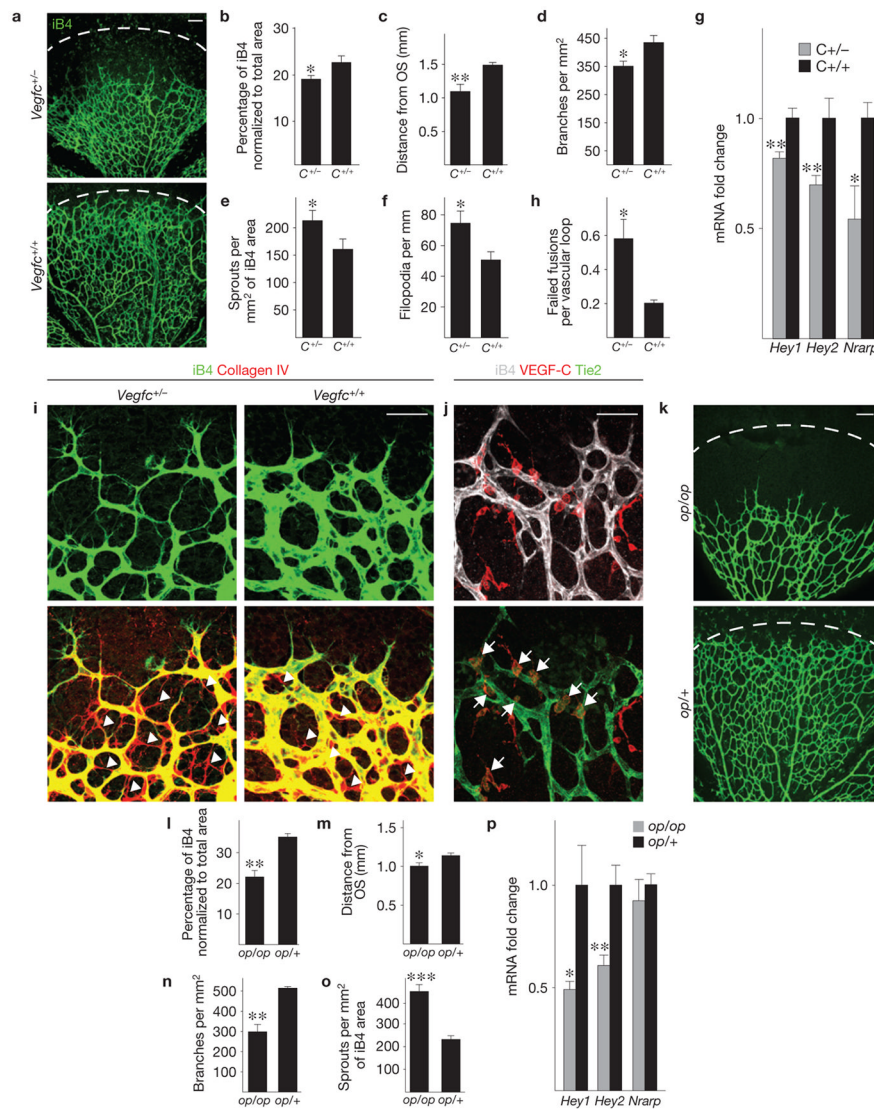 a
iB4
Vegfc+/−
Vegfc+/+
b
Percentage of iB4
normalized to total area
30
20
10
*
C+/−
C+/+
c
Distance from OS (mm)
1.5
1.0
0.5
**
C+/−
C+/+
d
Branches per mm2
450
350
250
150
50
*
C+/−
C+/+
e
Sprouts per
mm2 of iB4 area
200
150
100
50
*
C+/−
C+/+
f
Filopodia per mm
80
60
40
20
*
C+/−
C+/+
h
Failed fusions
per vascular loop
0.6
0.4
0.2
*
C+/−
C+/+
g
C+/−
C+/+
mRNA fold change
1.0
0.5
**
**
*
Hey1 Hey2 Nrarp
iB4 Collagen IV
i
Vegfc+/−
Vegfc+/+
iB4 VEGF-C Tie2
j
k
op/op
op/+
l
Percentage of iB4
normalized to total area
30
20
10
**
op/op op/+
m
Distance from
OS (mm)
1.5
1.0
0.5
*
op/op op/+
n
Branches per mm2
500
400
300
200
100
**
op/op op/+
o
Sprouts per mm2
of iB4 area
400
300
200
100
***
op/op op/+
p
op/op
op/+
mRNA fold change
1.0
0.5
*
**
Hey1 Hey2 Nrarp